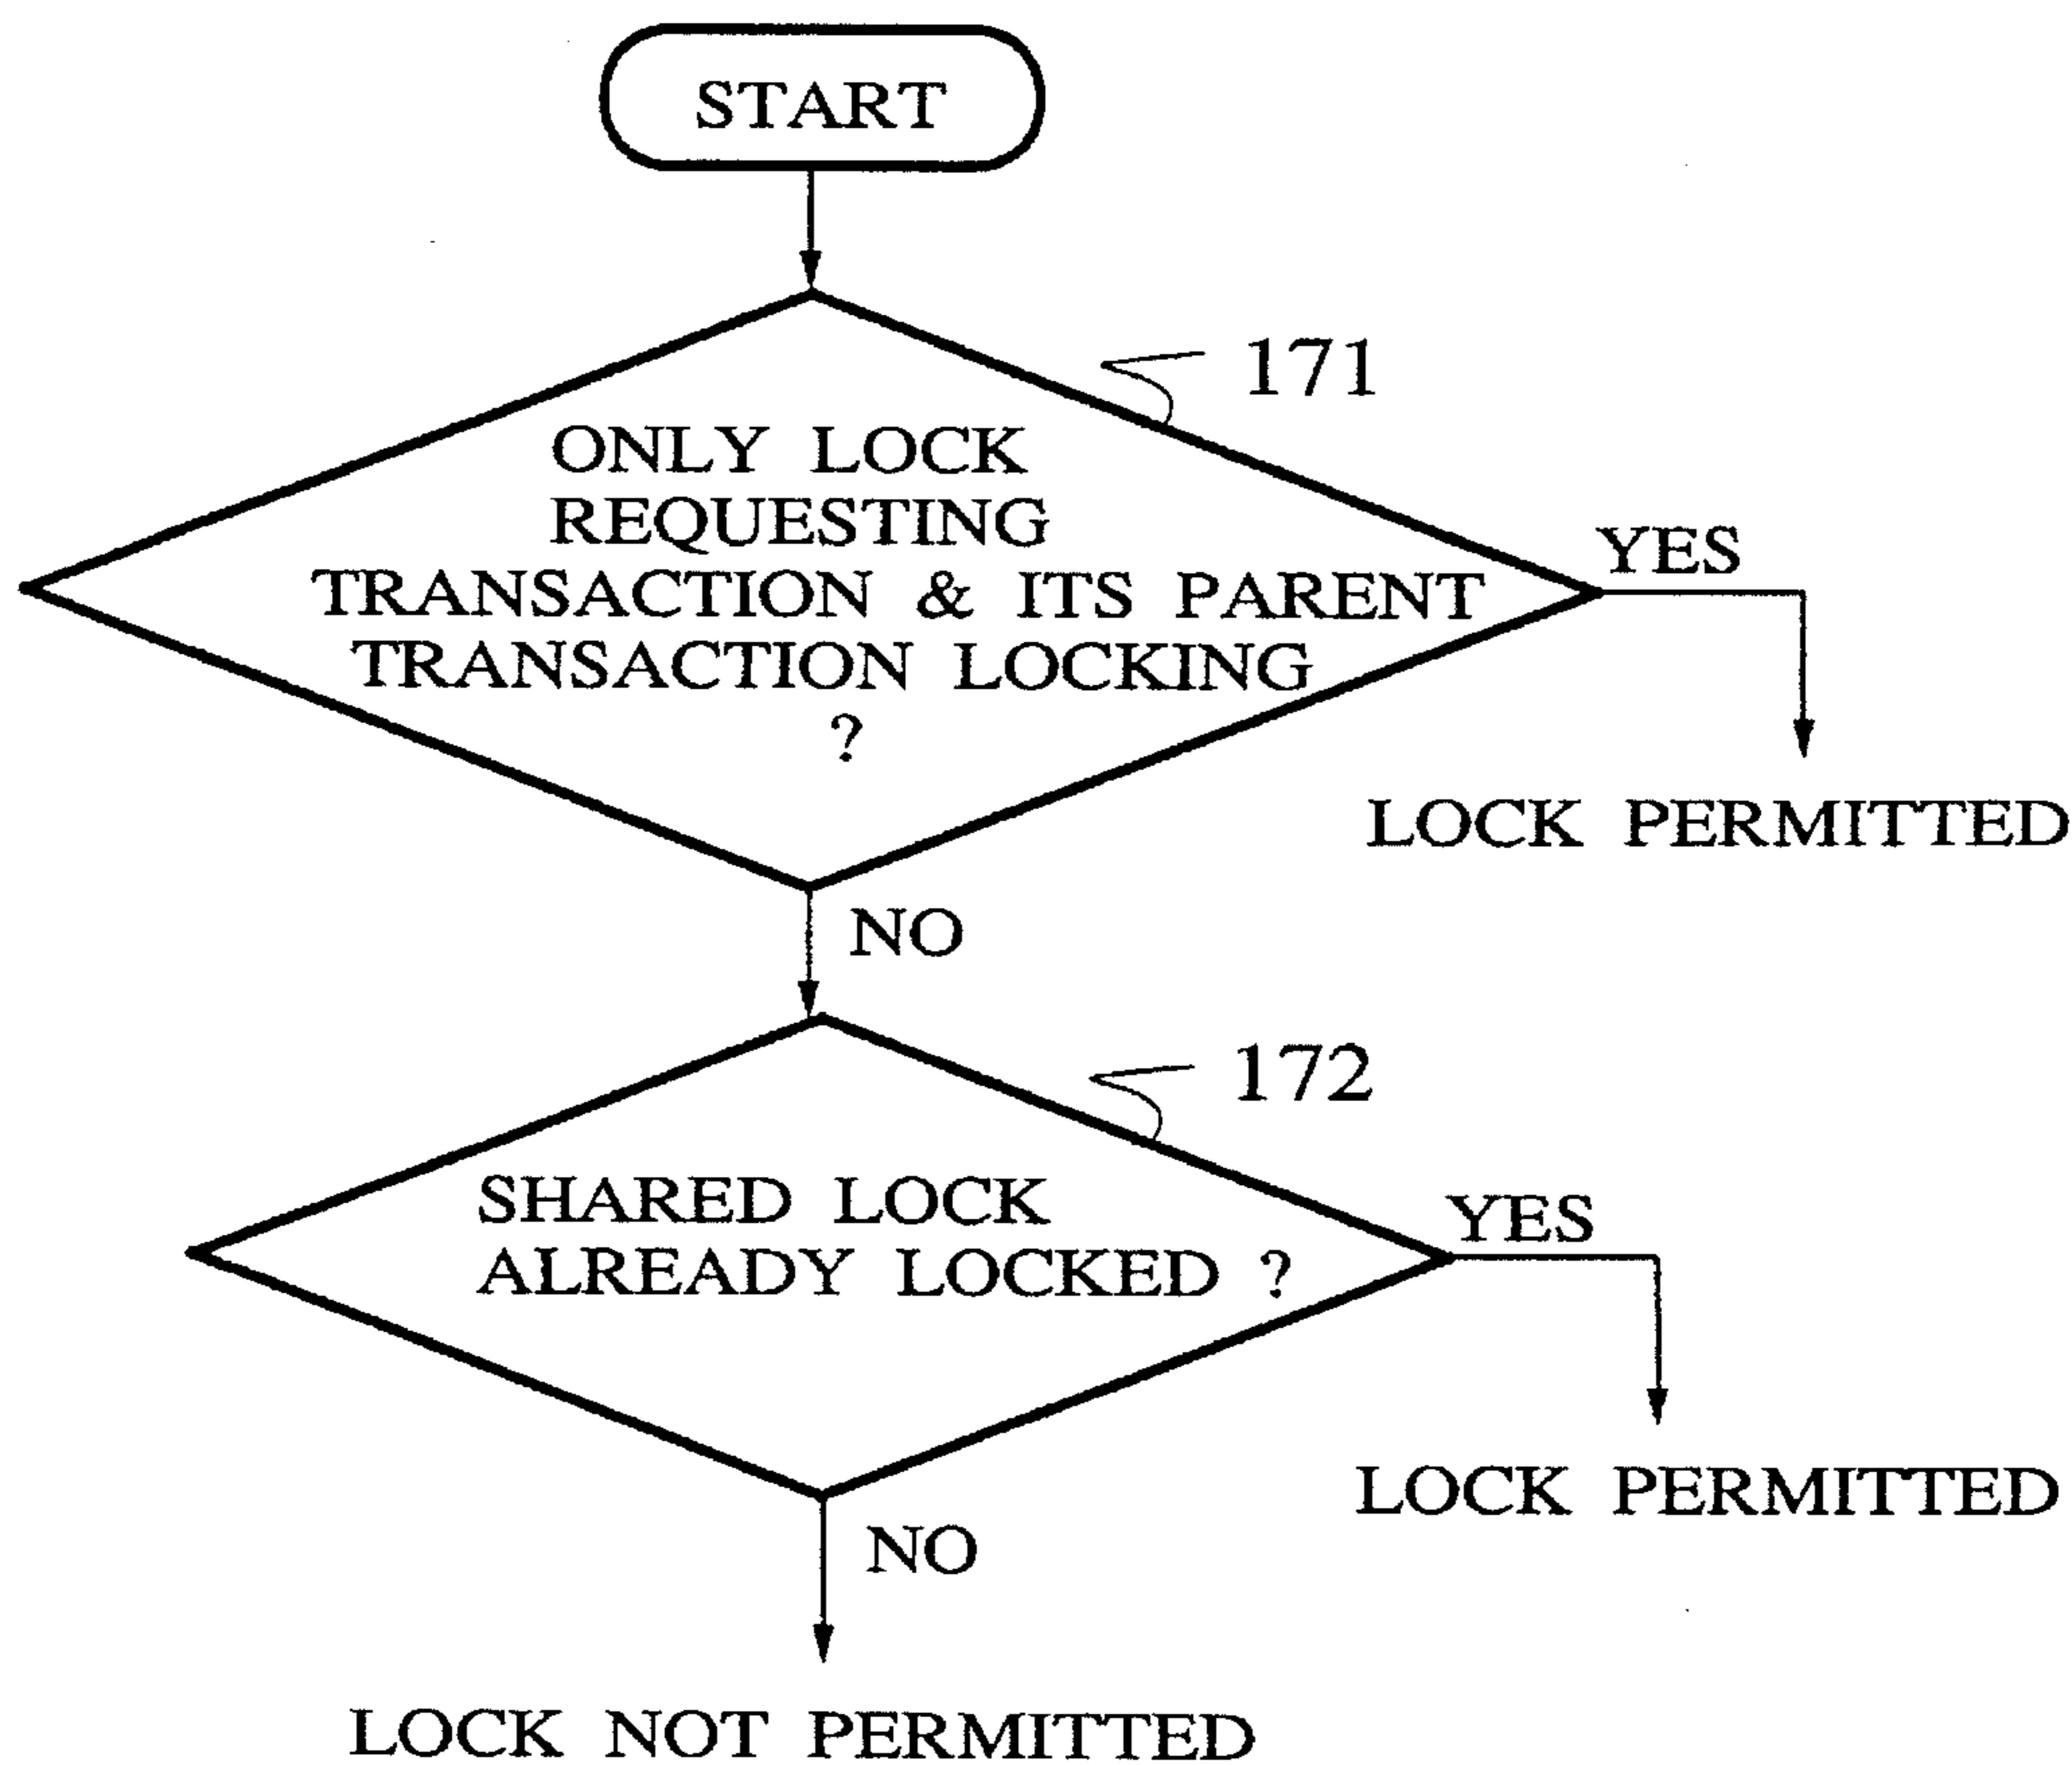 START
171
ONLY LOCK
REQUESTING
TRANSACTION & ITS PARENT
TRANSACTION LOCKING
?
YES
LOCK PERMITTED
NO
172
SHARED LOCK
ALREADY LOCKED ?
YES
LOCK PERMITTED
NO
LOCK NOT PERMITTED